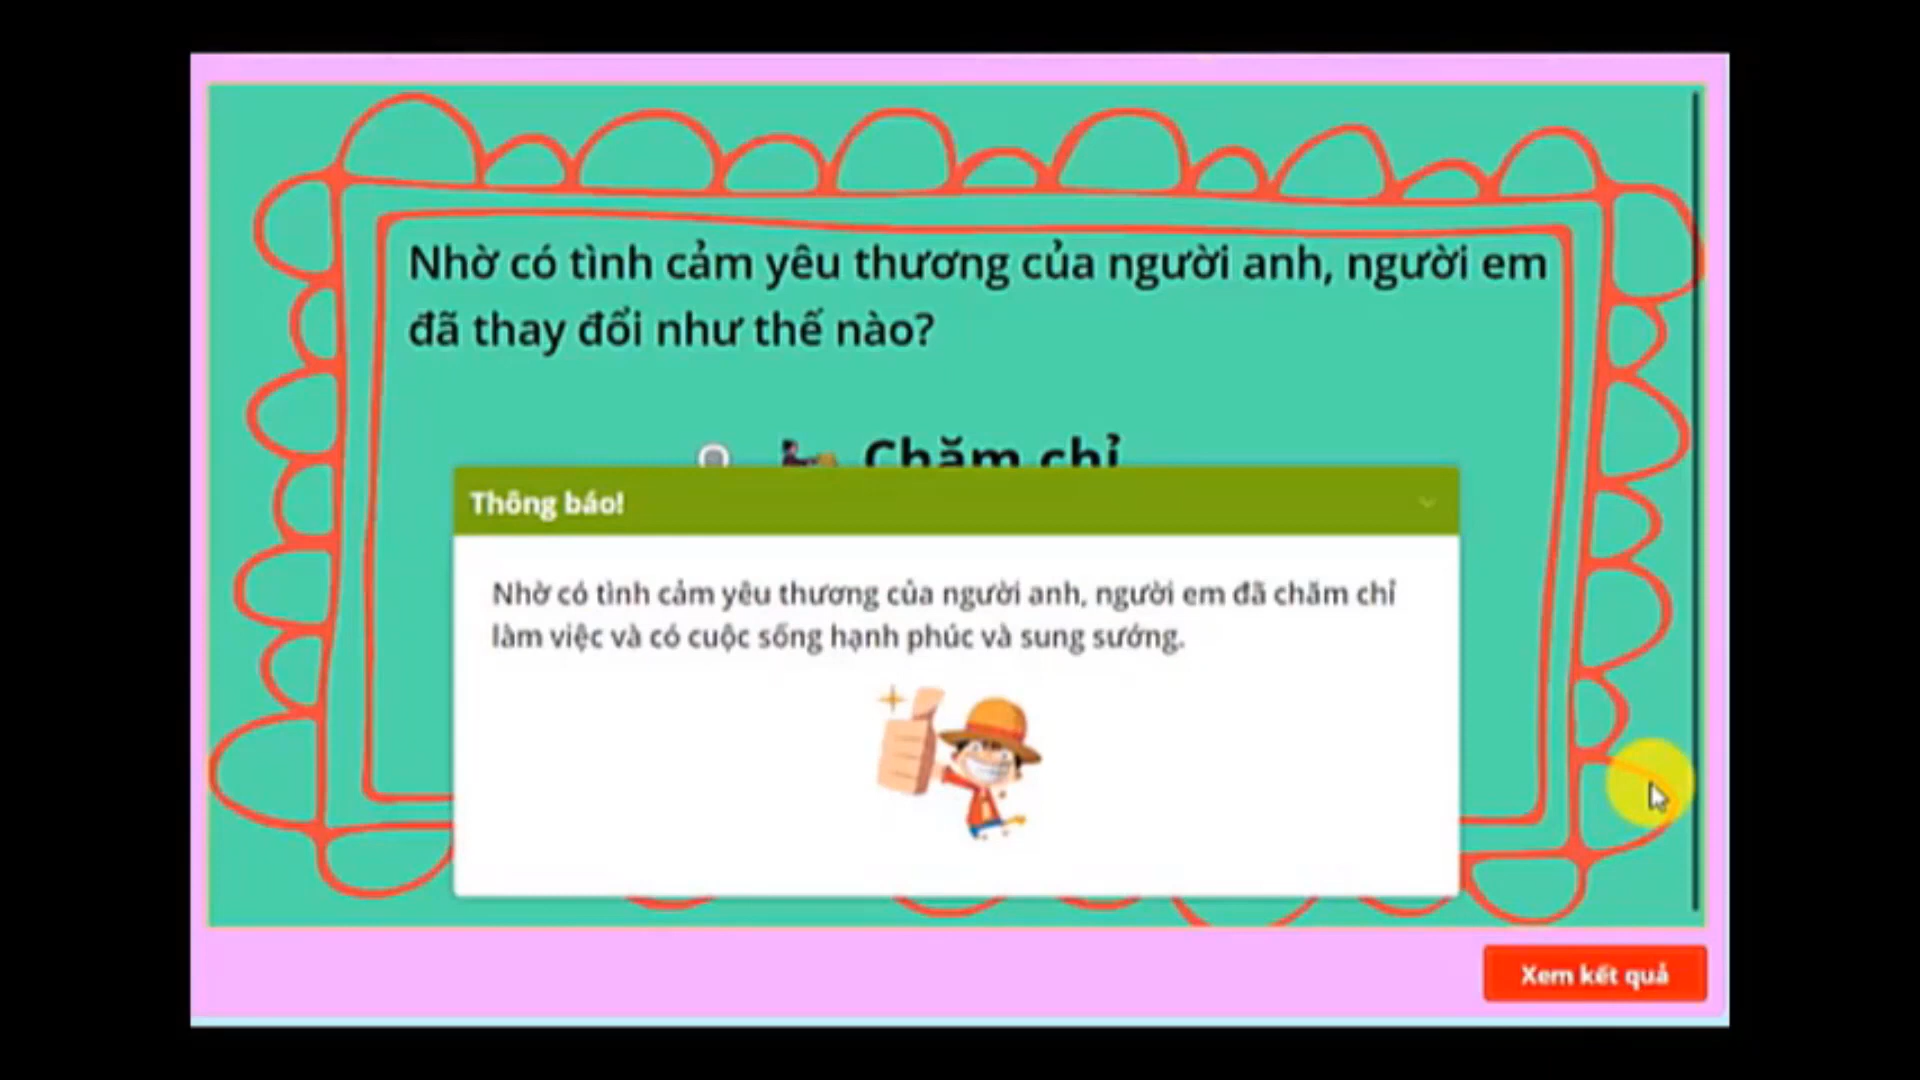 Nhờ có tình cảm yêu thương của người anh, người em
đã thay đổi như thế nào?
Chăm chỉ
Thông báo!
Nhờ có tình cảm yêu thương của người anh, người em đã chăm chỉ
làm việc và có cuộc sống hạnh phúc và sung sướng.
Xem kết quả